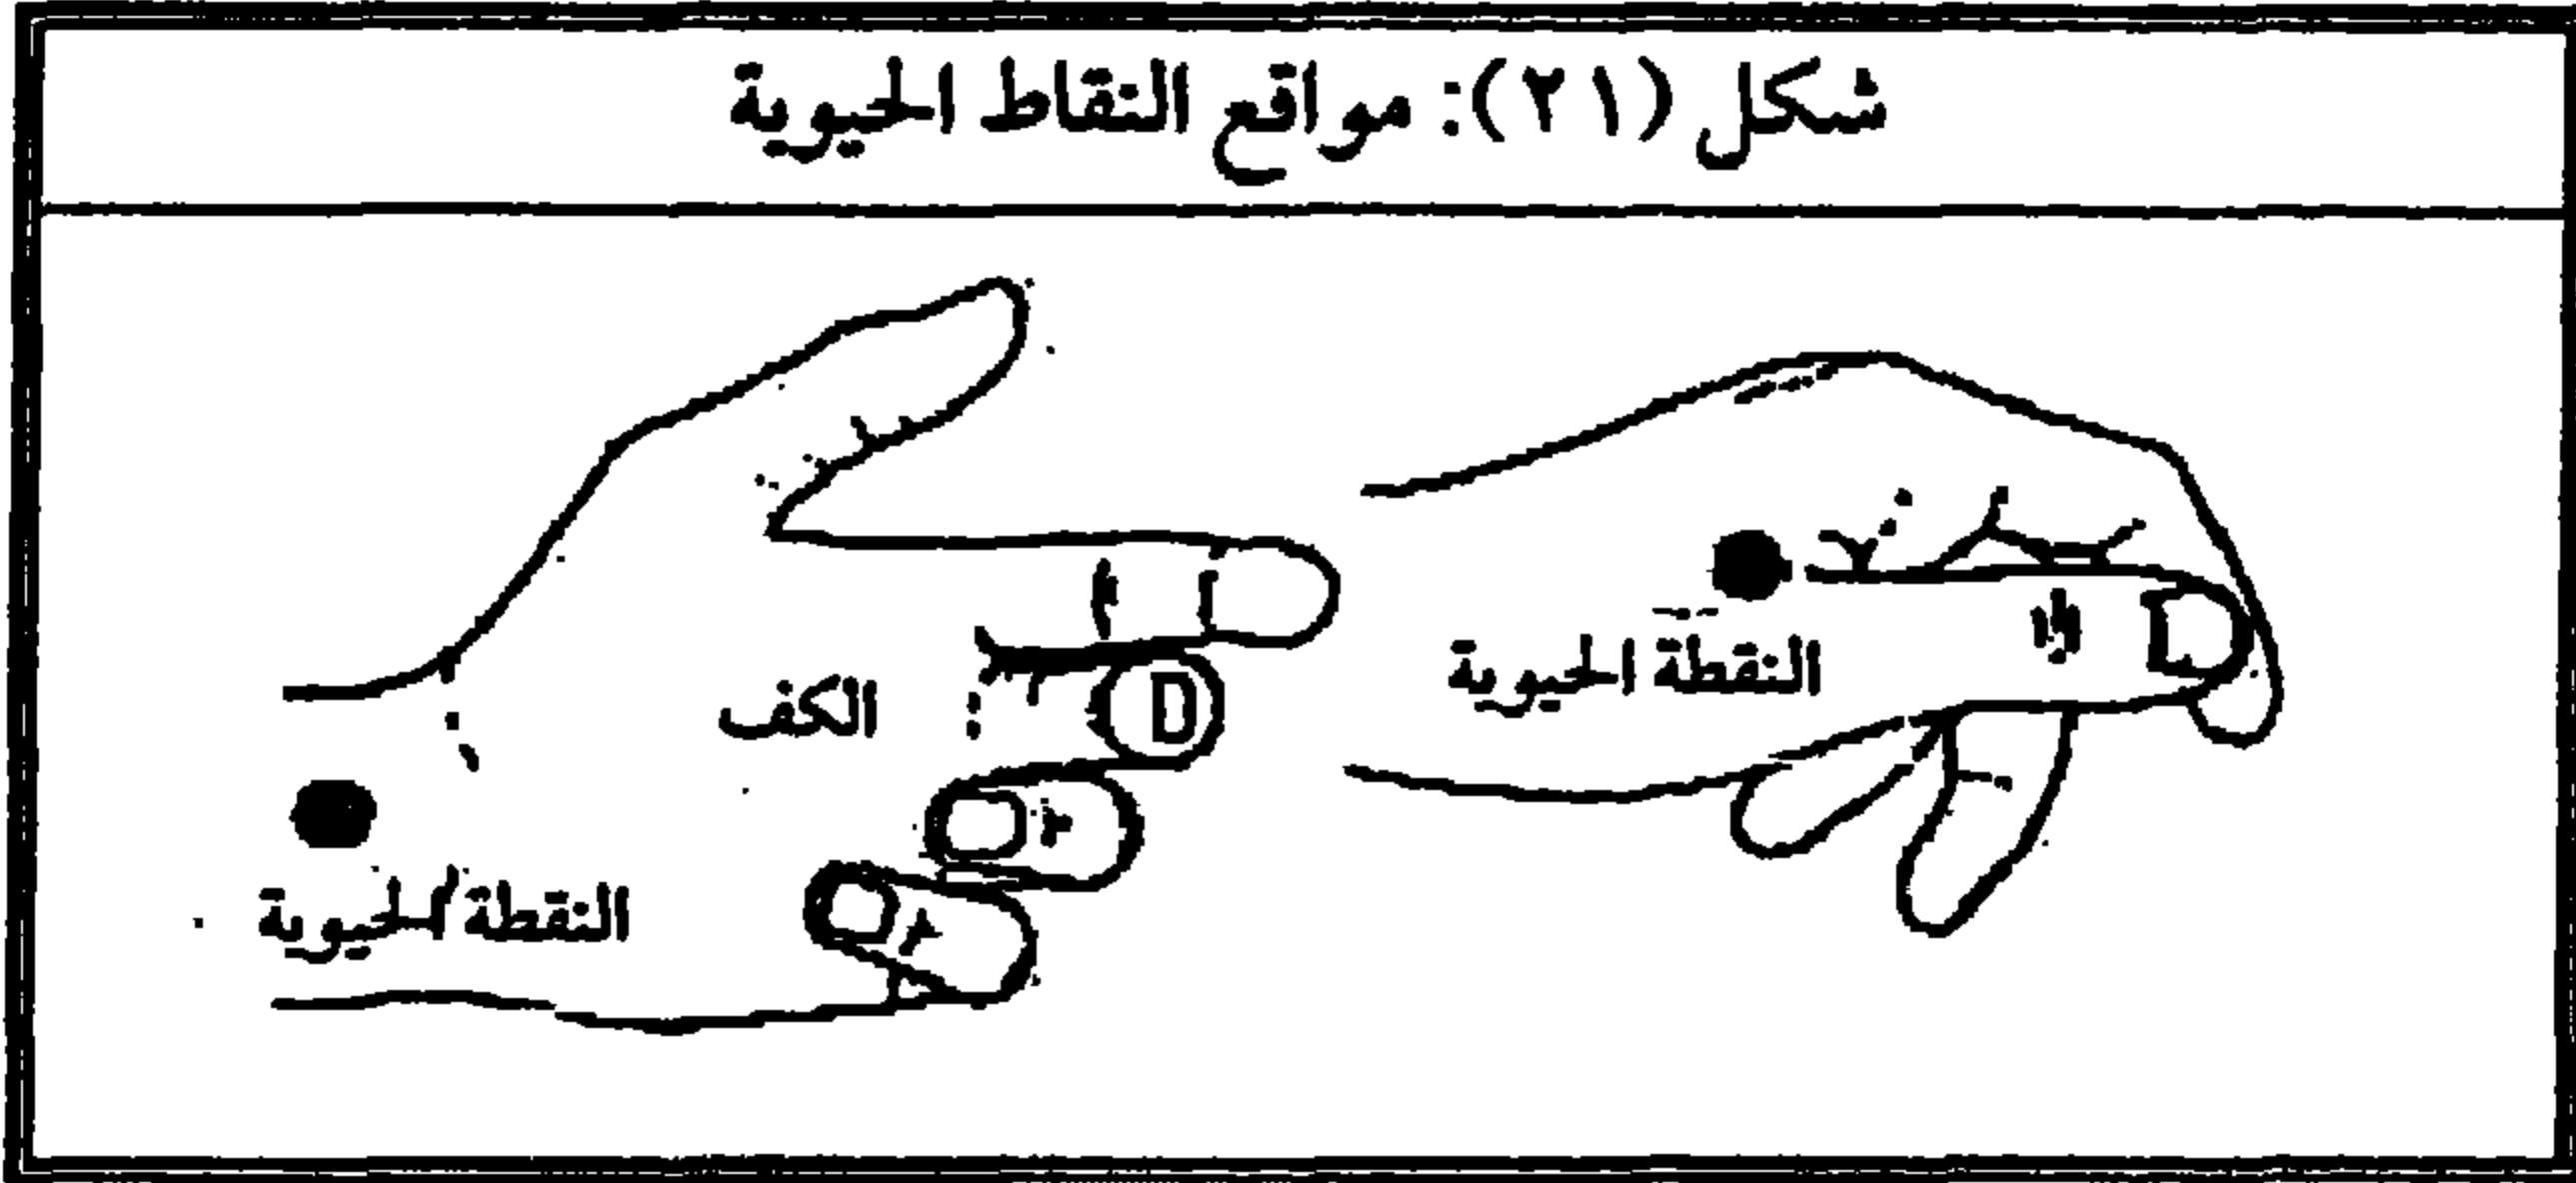 شكل (٢١): مواقع النقاط الحيوية
النقطة الحيوية
الكف
النقطة الحيوية